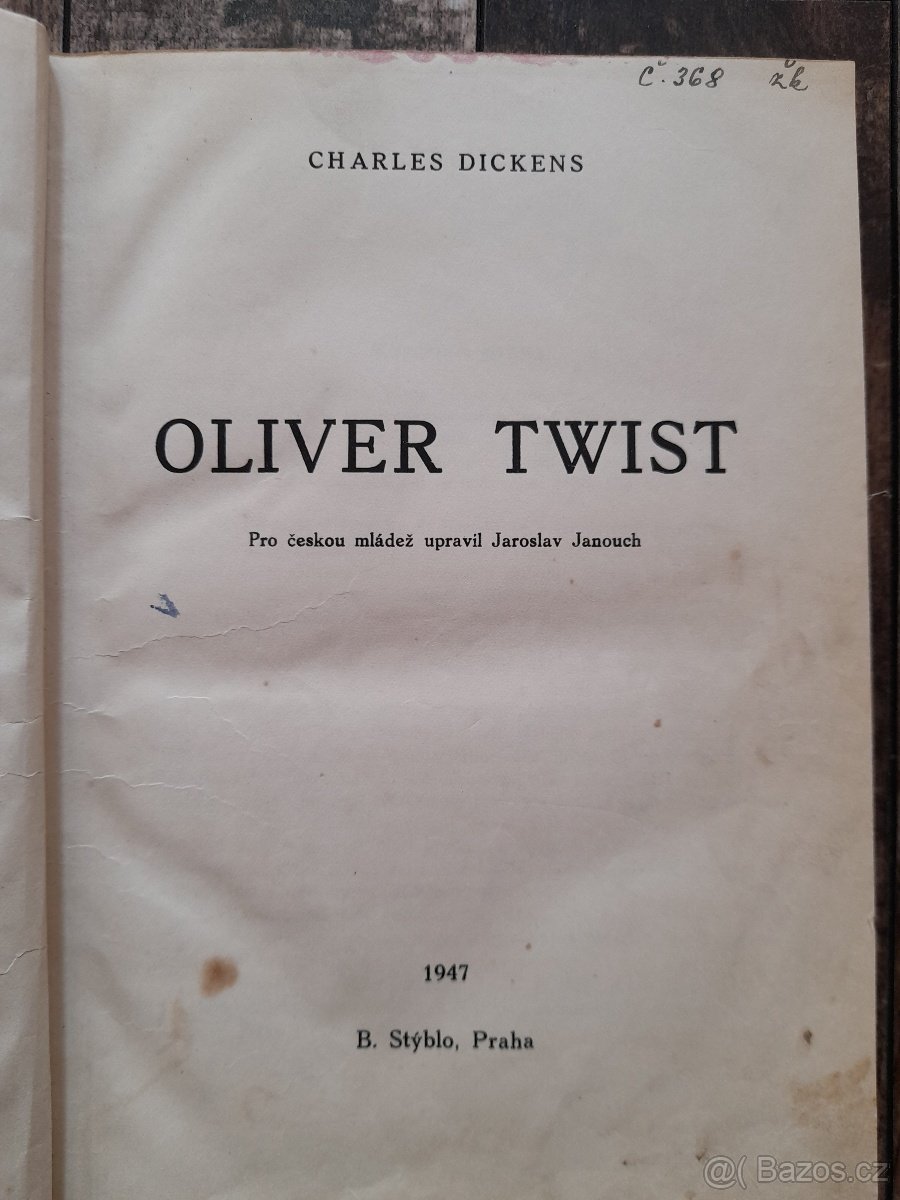 č. 368 žk
CHARLES DICKENS
OLIVER TWIST
Pro českou mládež upravil Jaroslav Janouch
1947
B. Stýblo, Praha
@( Bazos.cz